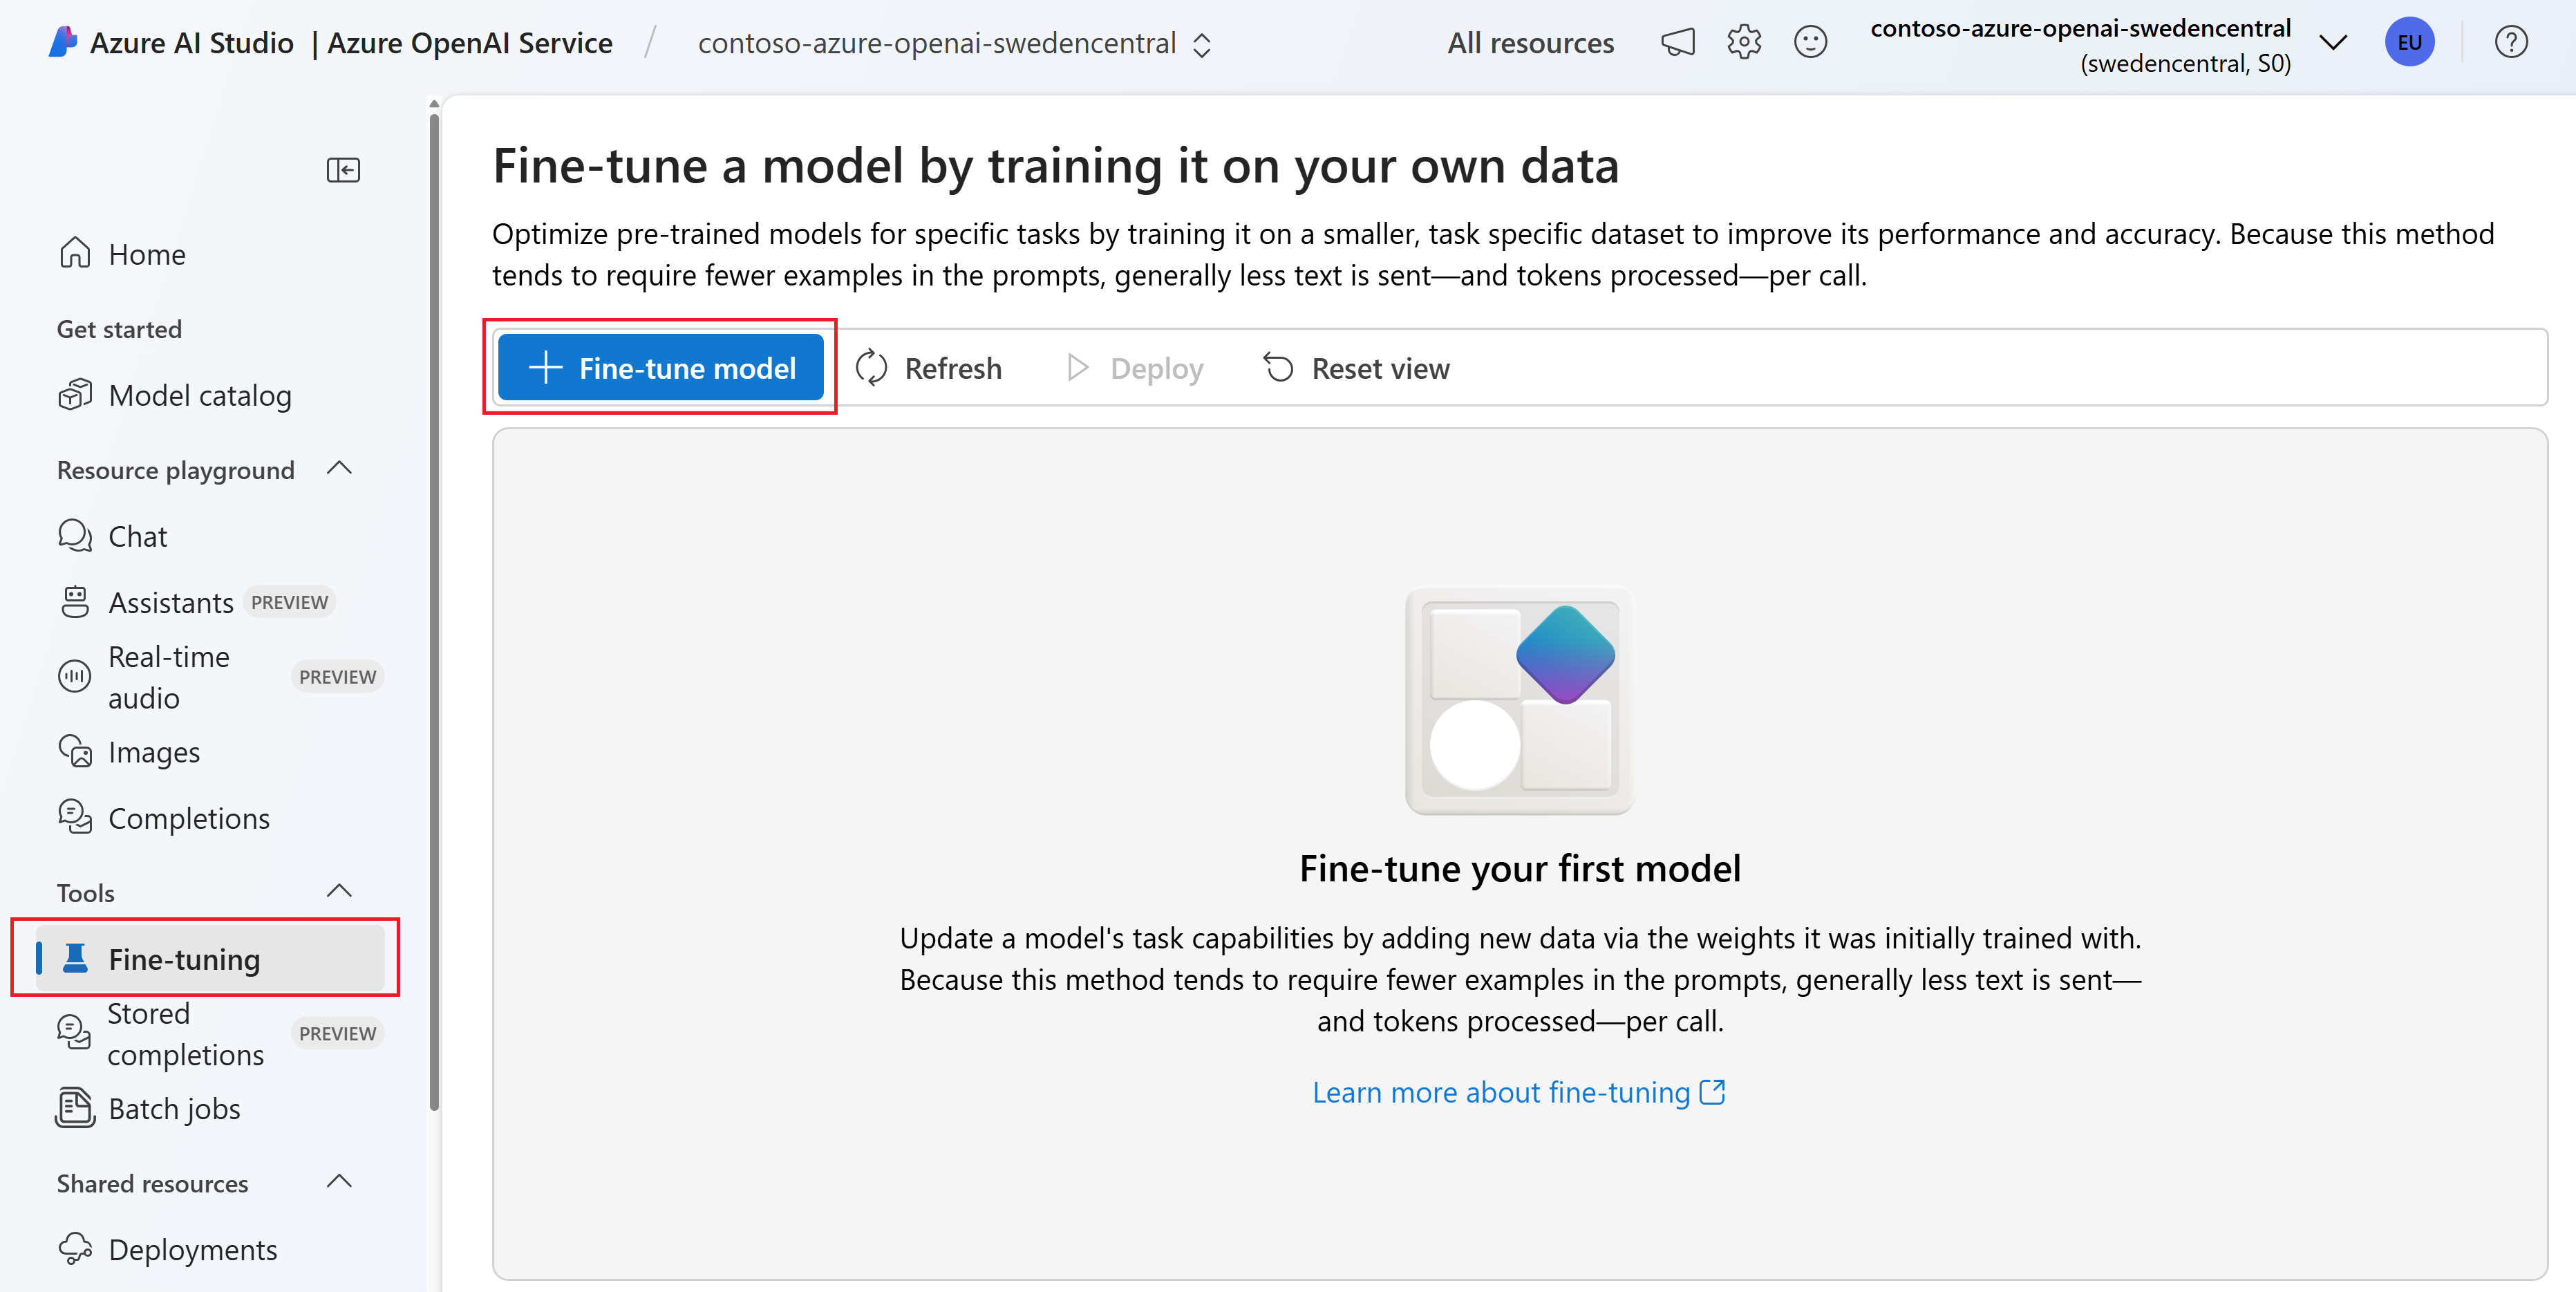 Azure AI Studio | Azure OpenAI Service / contoso-azure-openai-swedencentral
All resources
contoso-azure-openai-swedencentral
(swedencentral, S0)
EU
Home
Get started
Model catalog
Resource playground
Chat
Assistants PREVIEW
Real-time
audio
PREVIEW
Images
Completions
Tools
Fine-tuning
Stored
completions
PREVIEW
Batch jobs
Shared resources
Deployments
Fine-tune a model by training it on your own data
Optimize pre-trained models for specific tasks by training it on a smaller, task specific dataset to improve its performance and accuracy. Because this method
tends to require fewer examples in the prompts, generally less text is sent—and tokens processed—per call.
Fine-tune model Refresh Deploy Reset view
Fine-tune your first model
Update a model's task capabilities by adding new data via the weights it was initially trained with.
Because this method tends to require fewer examples in the prompts, generally less text is sent—
and tokens processed—per call.
Learn more about fine-tuning